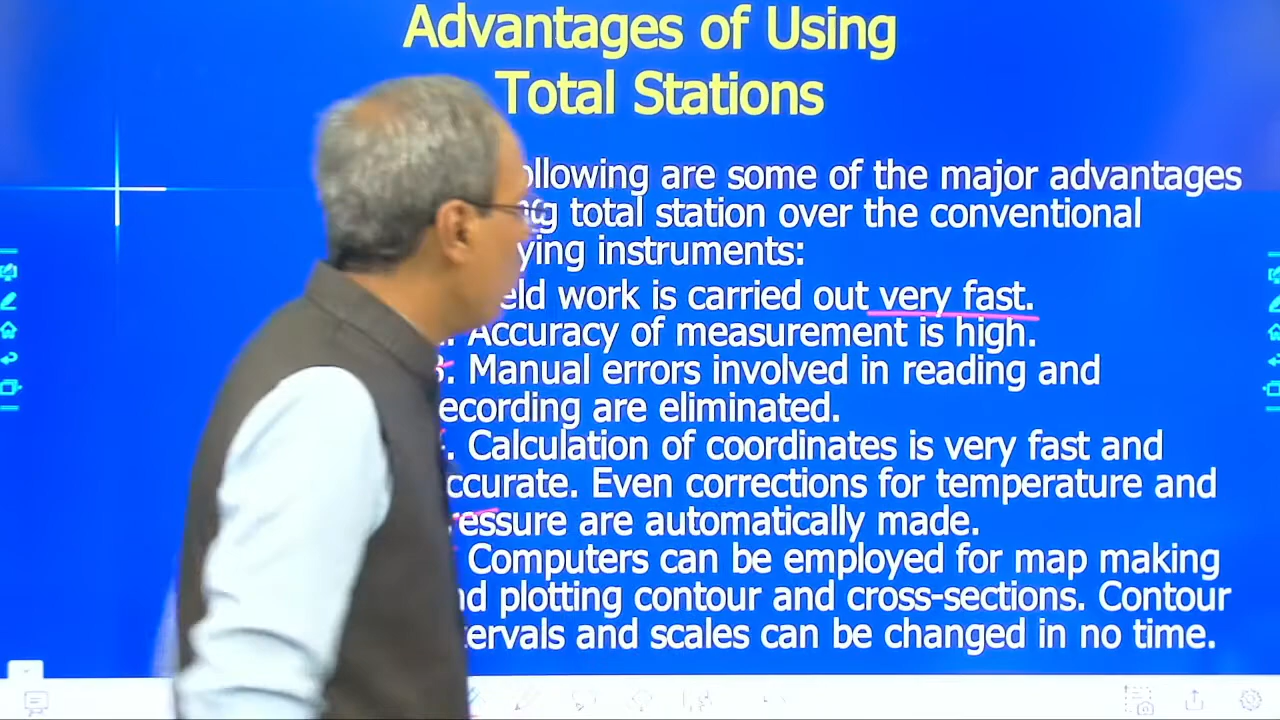 Advantages of Using
Total Stations
ollowing are some of the major advantages
ng total station over the conventional
ying instruments:
eld work is carried out very fast.
. Accuracy of measurement is high.
3. Manual errors involved in reading and
ecording are eliminated.
. Calculation of coordinates is very fast and
ccurate. Even corrections for temperature and
ressure are automatically made.
Computers can be employed for map making
nd plotting contour and cross-sections. Contour
tervals and scales can be changed in no time.